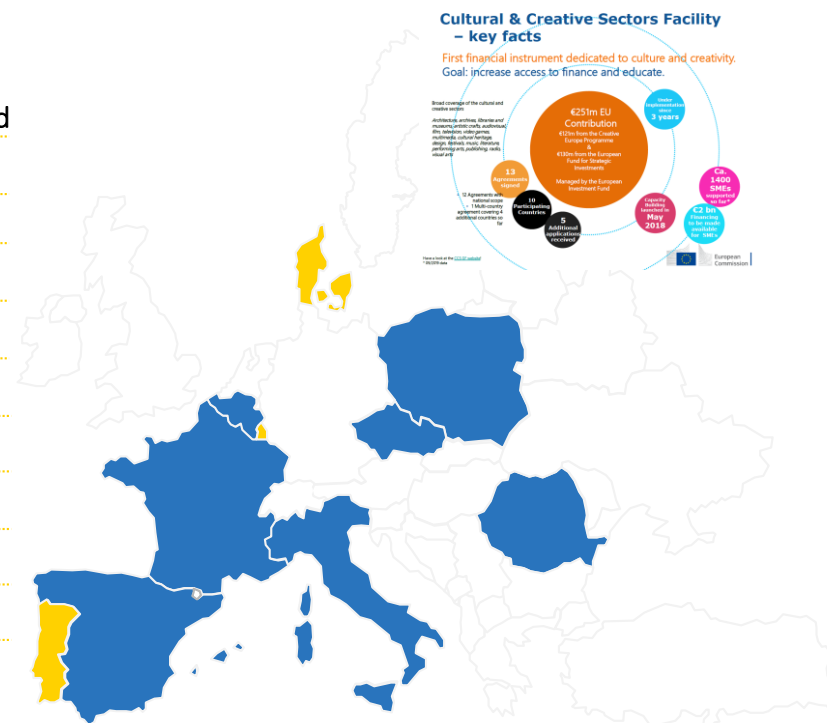 d
Cultural & Creative Sectors Facility
– key facts
First financial instrument dedicated to culture and creativity.
Goal: increase access to finance and educate.
Broad coverage of the cultural and
creative sectors:
Architecture, archives, libraries and
museums, artistic crafts, audiovisual,
film, television, video games,
multimedia, cultural heritage,
design, festivals, music, literature,
performing arts, publishing, radio,
visual arts
€251m EU
Contribution
€121m from the Creative
Europe Programme
&
€130m from the European
Fund for Strategic
Investments
Managed by the European
Investment Fund
Under
implementation
since
3 years
13
Agreements
signed
• 12 Agreements with
national scope
• 1 Multi-country
agreement covering 4
additional countries so
far
10
Participating
Countries
5
Additional
applications
received
Capacity
Building
launched in
May
2018
Ca.
1400
SMEs
supported
so far*
€2 bn
Financing
to be made
available
for SMEs
Have a look at the
European
Commission